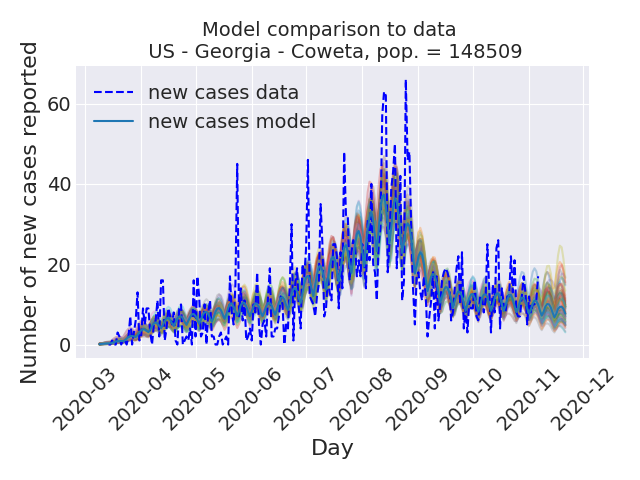 Model comparison to data
US - Georgia - Coweta, pop. = 148509
Number of new cases reported
60
40
20
0
new cases data
new cases model
2020-03
2020-04
2020-05
2020-06
2020-07
2020-08
2020-09
2020-10
2020-11
2020-12
Day